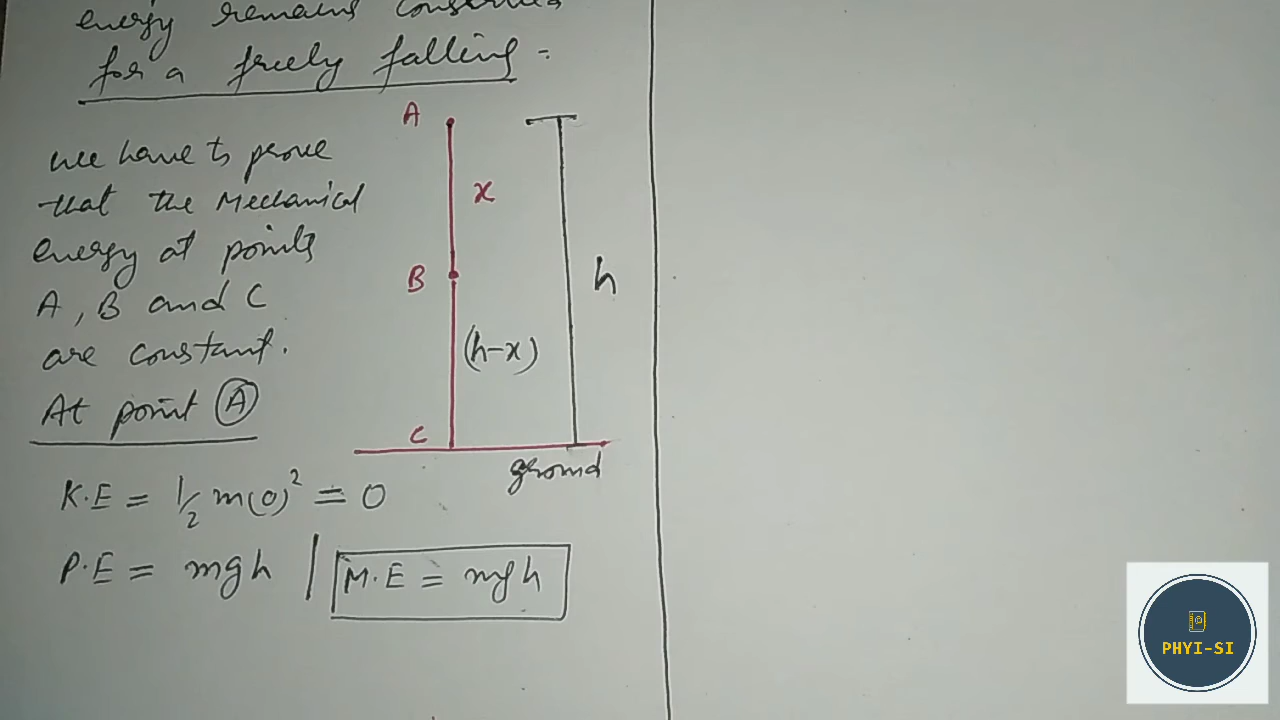 energy remains conserved
for a freely falling =
we have to prove
that the Mechanical
energy at points
A, B and C
are constant.
At point A
K.E = 1/2 m(0)² = 0
P.E = mgh | M.E = mgh
A
x
B
h
(h-x)
C
ground
PHYI-SI